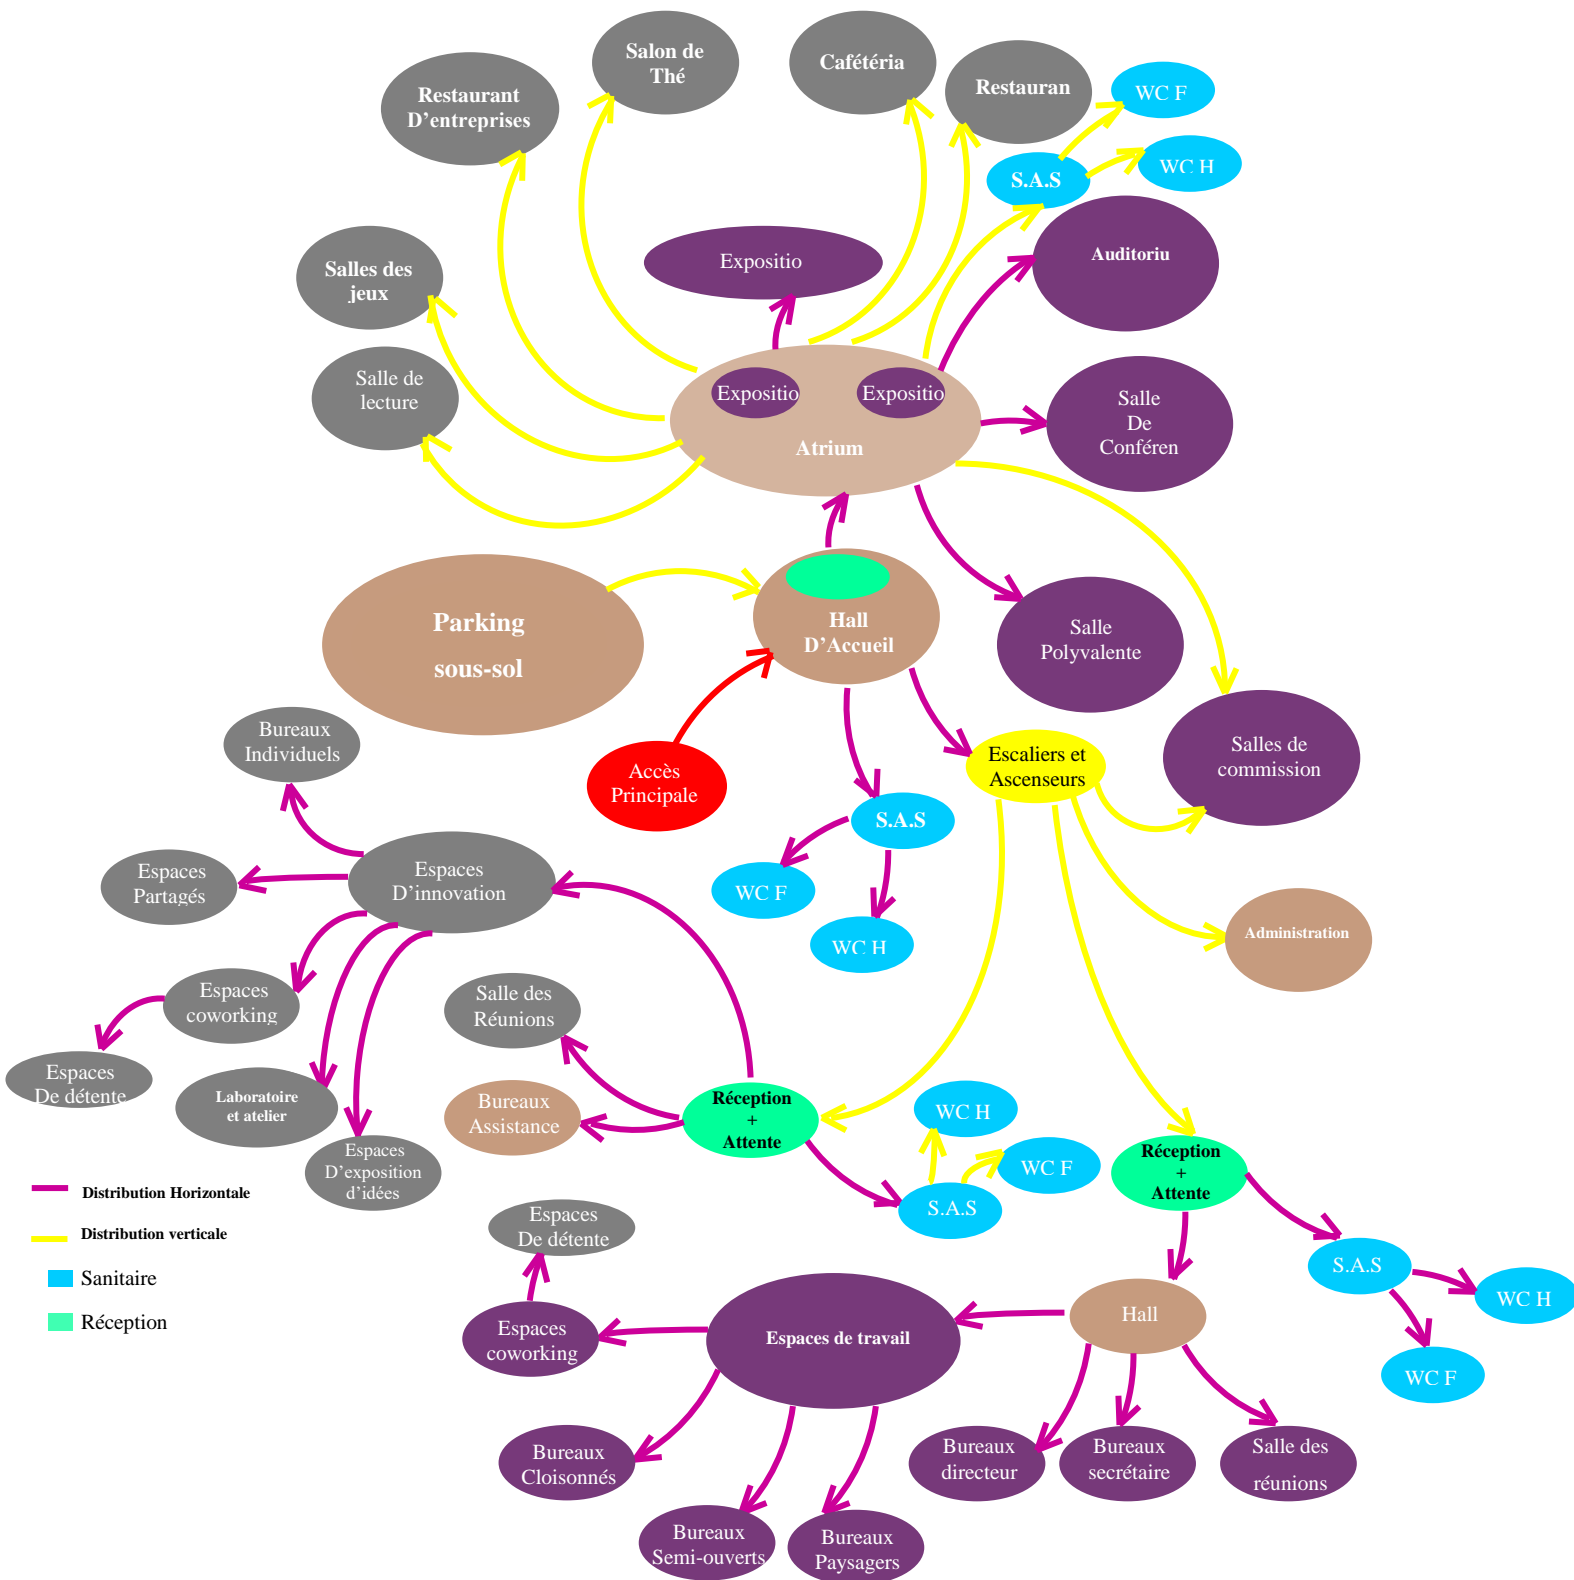 Salon de
Thé
Cafétéria
Restaurant
D’entreprises
Restauran
WC F
WC H
S.A.S
Expositio
Auditoriu
Salles des
jeux
Salle de
lecture
Expositio
Expositio
Atrium
Salle
De
Conféren
Parking
sous-sol
Hall
D’Accueil
Salle
Polyvalente
Accès
Principale
Escaliers et
Ascenseurs
Salles de
commission
Bureaux
Individuels
S.A.S
WC F
WC H
Espaces
D’innovation
Espaces
Partagés
Administration
Espaces
coworking
Salle des
Réunions
Espaces
De détente
Laboratoire
et atelier
Bureaux
Assistance
Réception
+
Attente
WC H
WC F
S.A.S
Espaces
D’exposition
d’idées
Réception
+
Attente
Distribution Horizontale
Distribution verticale
Sanitaire
Réception
Espaces
De détente
S.A.S
WC H
WC F
Hall
Espaces de travail
Espaces
coworking
Bureaux
Cloisonnés
Bureaux
Semi-ouverts
Bureaux
Paysagers
Bureaux
directeur
Bureaux
secrétaire
Salle des
réunions